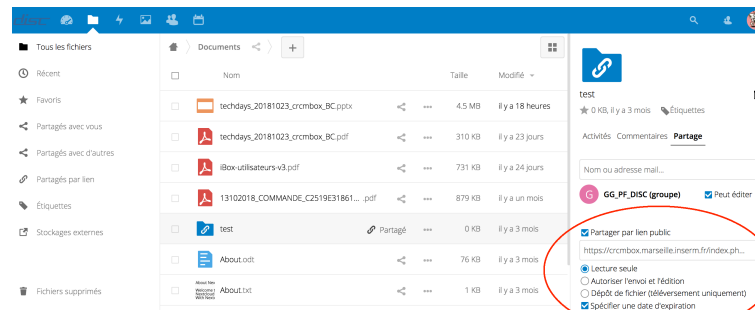 Tous les fichiers
Récent
Favoris
Partagés avec vous
Partagés avec d'autres
Partagés par lien
Étiquettes
Stockages externes
Fichiers supprimés
Documents
+
Nom Taille Modifié
techdays_20181023_crcmbox_BC.pptx 4.5 MB il y a 18 heures
techdays_20181023_crcmbox_BC.pdf 310 KB il y a 23 jours
iBox-utilisateurs-v3.pdf 731 KB il y a 24 jours
13102018_COMMANDE_C2519E31861... .pdf 879 KB il y a un mois
test Partagé 0 KB il y a 3 mois
About.odt 76 KB il y a 3 mois
About.txt 1 KB il y a 3 mois
test
0 KB, il y a 3 mois Étiquettes
Activités Commentaires Partage
Nom ou adresse mail...
G GG_PF_DISC (groupe) Peut éditer
Partager par lien public
https://crcmbox.marseille.inserm.fr/index.ph...
Lecture seule
Autoriser l'envoi et l'édition
Dépôt de fichier (téléversement uniquement)
Spécifier une date d'expiration